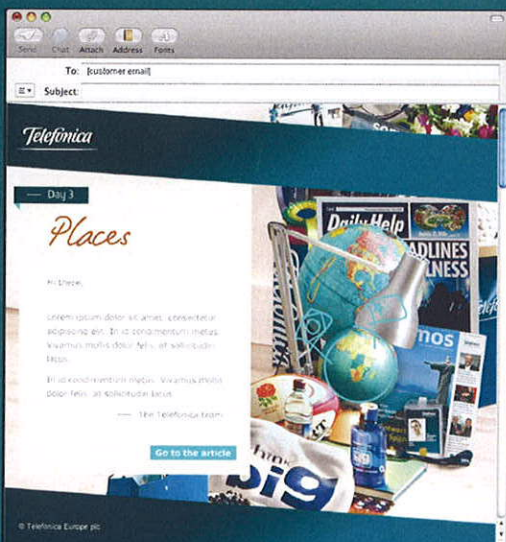 Send Chat Attach Address Fonts
To: [customer email]
Subject:
Telefonica
Day 3
Places
Hi there,
Lorem ipsum dolor sit amet, consectetur
adipiscing elit. In id condimentum metus.
Vivamus mollis dolor felis, at sollicitudin
lacus.
In id condimentum metus. Vivamus mollis
dolor felis, at sollicitudin lacus.
— The Telefonica team
Go to the article
Daily Help
ADLINES
LNESS
mos
big
© Telefonica Europe plc